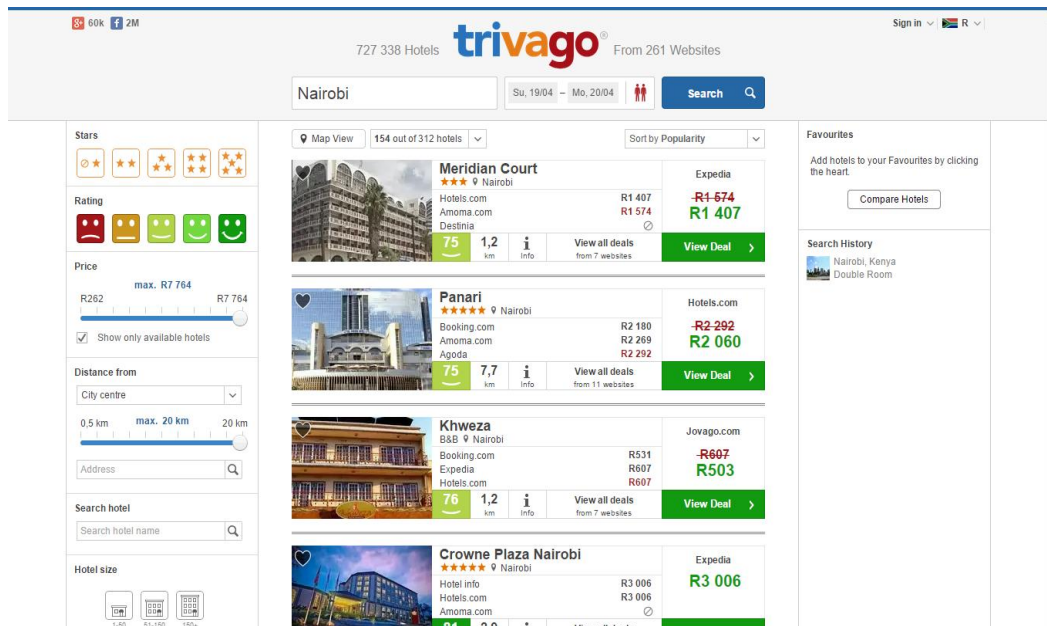 60k 2M
Sign in R
727 338 Hotels trivago® From 261 Websites
Nairobi
Su, 19/04 – Mo, 20/04
Search
Stars
Rating
Price
max. R7 764
R262 R7 764
Show only available hotels
Distance from
City centre
0,5 km max. 20 km 20 km
Address
Search hotel
Search hotel name
Hotel size
1-50 51-150 150+
Map View
154 out of 312 hotels
Sort by Popularity
Meridian Court
Nairobi
Hotels.com R1 407
Amoma.com R1 574
Destinia
75 1,2 km i Info
View all deals
from 7 websites
Expedia
R1 574
R1 407
View Deal
Panari
Nairobi
Booking.com R2 180
Amoma.com R2 269
Agoda R2 292
75 7,7 km i Info
View all deals
from 11 websites
Hotels.com
R2 292
R2 060
View Deal
Khweza
B&B Nairobi
Booking.com R531
Expedia R607
Hotels.com R607
76 1,2 km i Info
View all deals
from 7 websites
Jovago.com
R607
R503
View Deal
Crowne Plaza Nairobi
Nairobi
Hotel info R3 006
Hotels.com R3 006
Amoma.com
Expedia
R3 006
Favourites
Add hotels to your Favourites by clicking
the heart.
Compare Hotels
Search History
Nairobi, Kenya
Double Room